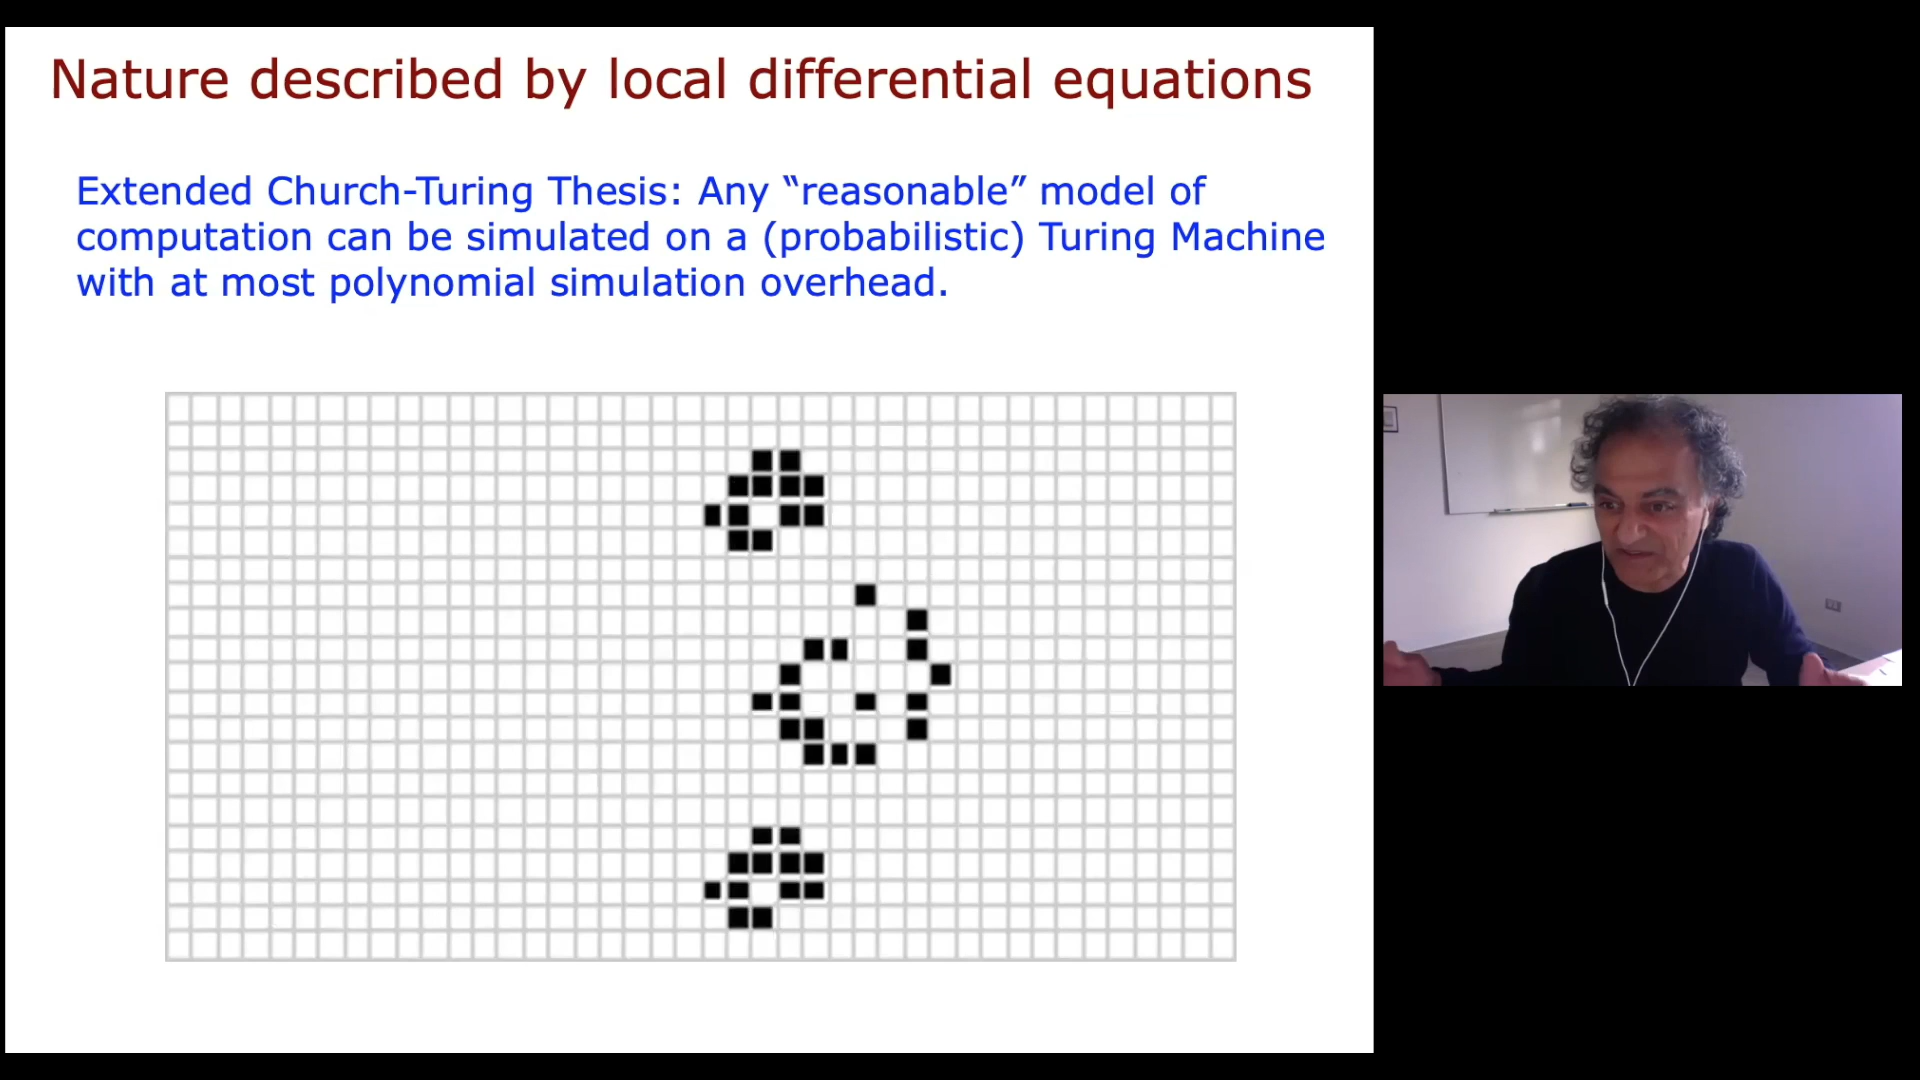 Nature described by local differential equations
Extended Church-Turing Thesis: Any “reasonable” model of
computation can be simulated on a (probabilistic) Turing Machine
with at most polynomial simulation overhead.